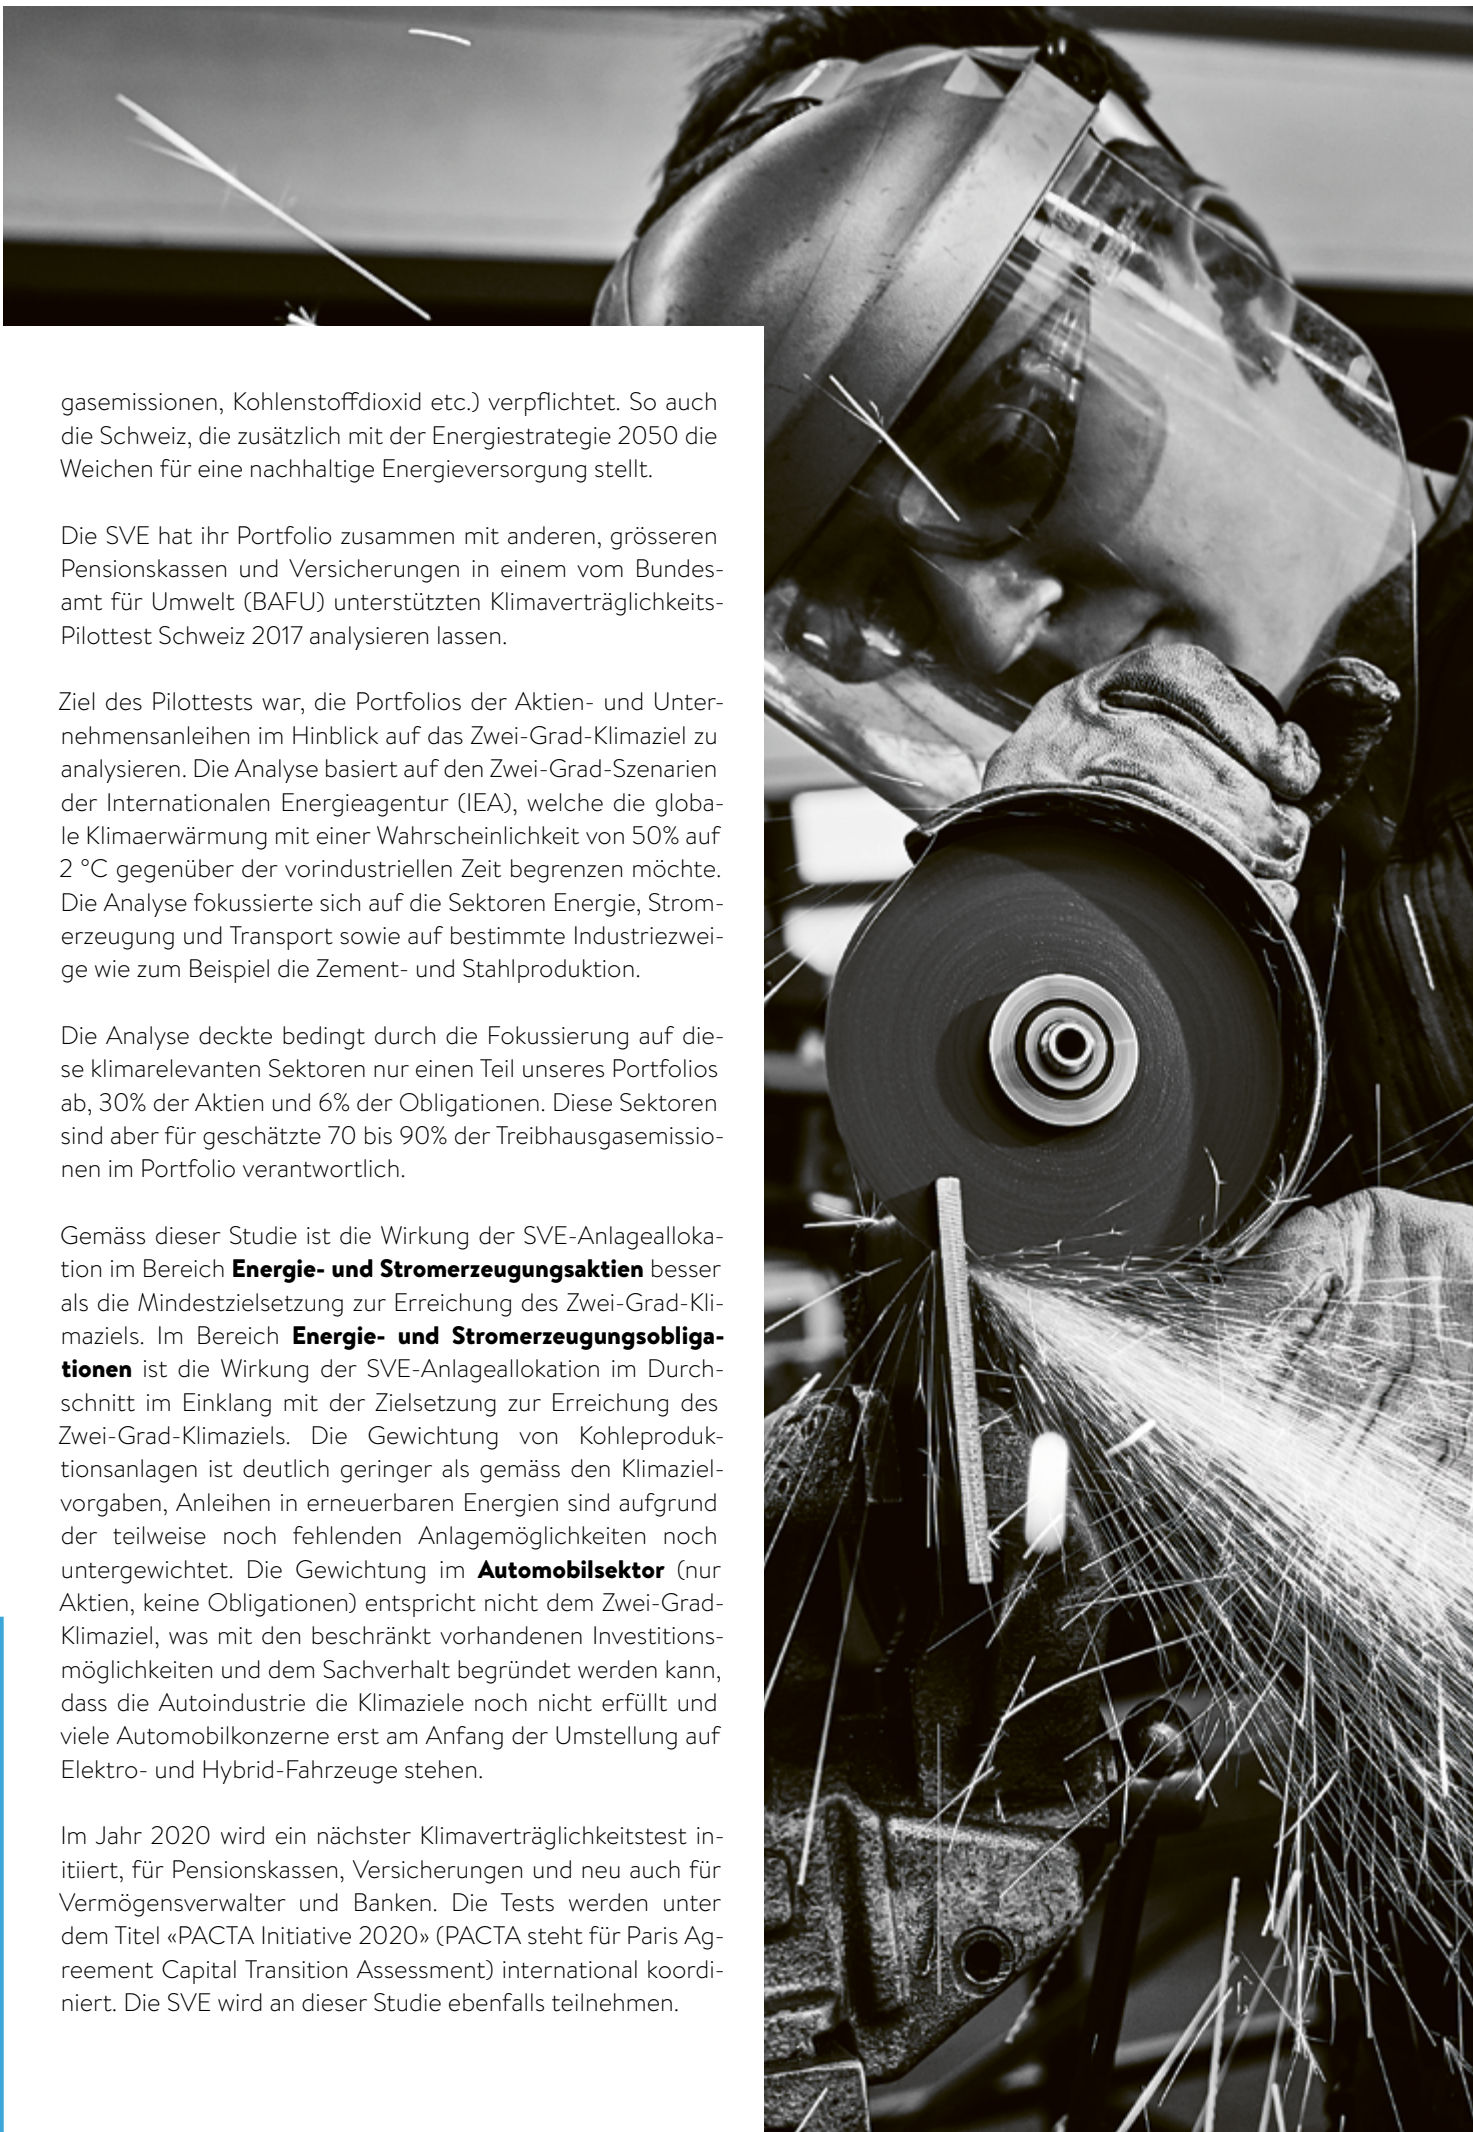 gasemissionen, Kohlenstoffdioxid etc.) verpflichtet. So auch
die Schweiz, die zusätzlich mit der Energiestrategie 2050 die
Weichen für eine nachhaltige Energieversorgung stellt.
Die SVE hat ihr Portfolio zusammen mit anderen, grösseren
Pensionskassen und Versicherungen in einem vom Bundes-
amt für Umwelt (BAFU) unterstützten Klimaverträglichkeits-
Pilottest Schweiz 2017 analysieren lassen.
Ziel des Pilottests war, die Portfolios der Aktien- und Unter-
nehmensanleihen im Hinblick auf das Zwei-Grad-Klimaziel zu
analysieren. Die Analyse basiert auf den Zwei-Grad-Szenarien
der Internationalen Energieagentur (IEA), welche die globa-
le Klimaerwärmung mit einer Wahrscheinlichkeit von 50% auf
2 °C gegenüber der vorindustriellen Zeit begrenzen möchte.
Die Analyse fokussierte sich auf die Sektoren Energie, Strom-
erzeugung und Transport sowie auf bestimmte Industriezwei-
ge wie zum Beispiel die Zement- und Stahlproduktion.
Die Analyse deckte bedingt durch die Fokussierung auf die-
se klimarelevanten Sektoren nur einen Teil unseres Portfolios
ab, 30% der Aktien und 6% der Obligationen. Diese Sektoren
sind aber für geschätzte 70 bis 90% der Treibhausgasemissio-
nen im Portfolio verantwortlich.
Gemäss dieser Studie ist die Wirkung der SVE-Anlagealloka-
tion im Bereich Energie- und Stromerzeugungsaktien besser
als die Mindestzielsetzung zur Erreichung des Zwei-Grad-Kli-
maziels. Im Bereich Energie- und Stromerzeugungsobliga-
tionen ist die Wirkung der SVE-Anlageallokation im Durch-
schnitt im Einklang mit der Zielsetzung zur Erreichung des
Zwei-Grad-Klimaziels. Die Gewichtung von Kohleproduk-
tionsanlagen ist deutlich geringer als gemäss den Klimaziel-
vorgaben, Anleihen in erneuerbaren Energien sind aufgrund
der teilweise noch fehlenden Anlagemöglichkeiten noch
untergewichtet. Die Gewichtung im Automobilsektor (nur
Aktien, keine Obligationen) entspricht nicht dem Zwei-Grad-
Klimaziel, was mit den beschränkt vorhandenen Investitions-
möglichkeiten und dem Sachverhalt begründet werden kann,
dass die Autoindustrie die Klimaziele noch nicht erfüllt und
viele Automobilkonzerne erst am Anfang der Umstellung auf
Elektro- und Hybrid-Fahrzeuge stehen.
Im Jahr 2020 wird ein nächster Klimaverträglichkeitstest in-
itiiert, für Pensionskassen, Versicherungen und neu auch für
Vermögensverwalter und Banken. Die Tests werden unter
dem Titel «PACTA Initiative 2020» (PACTA steht für Paris Ag-
reement Capital Transition Assessment) international koordi-
niert. Die SVE wird an dieser Studie ebenfalls teilnehmen.